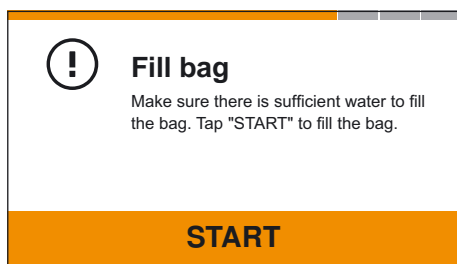 Fill bag
Make sure there is sufficient water to fill
the bag. Tap "START" to fill the bag.
START